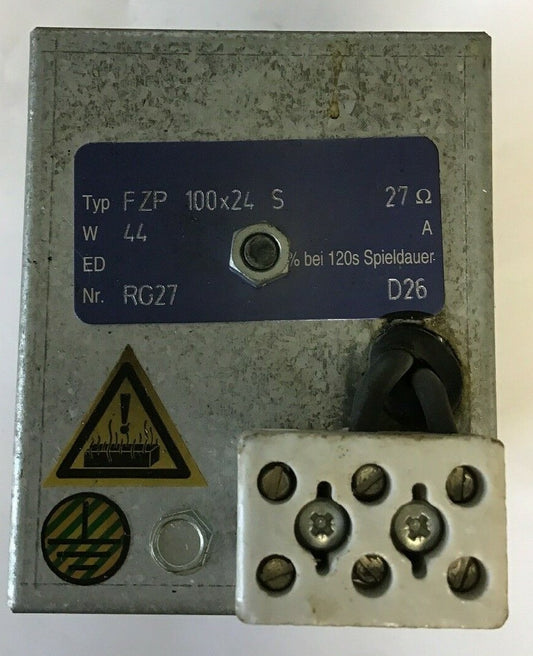 Typ FZP 100x24 S 27 Ω
W 44 A
ED % bei 120s Spieldauer
Nr. RG27 D26